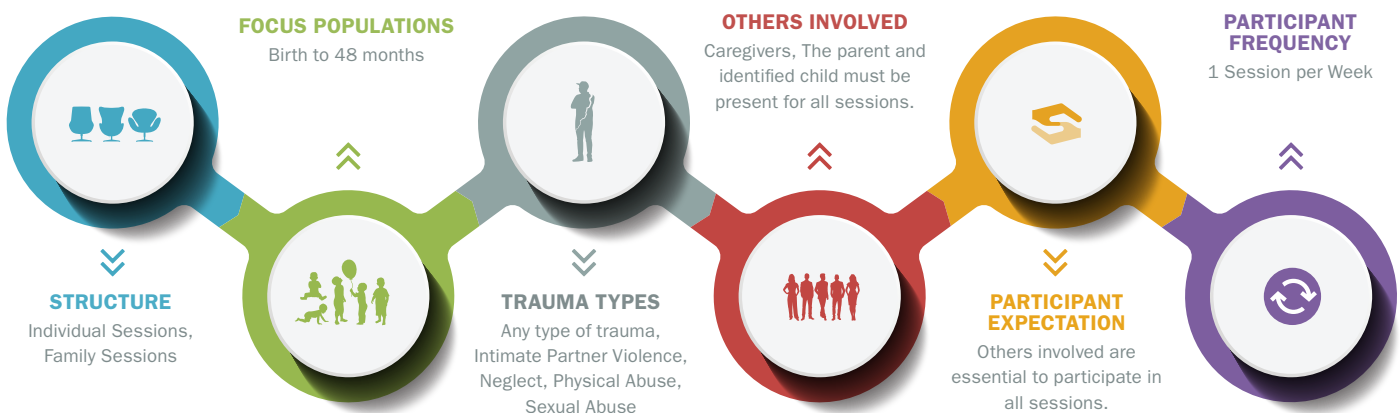 STRUCTURE
Individual Sessions,
Family Sessions
FOCUS POPULATIONS
Birth to 48 months
TRAUMA TYPES
Any type of trauma,
Intimate Partner Violence,
Neglect, Physical Abuse,
Sexual Abuse
OTHERS INVOLVED
Caregivers, The parent and
identified child must be
present for all sessions.
PARTICIPANT
EXPECTATION
Others involved are
essential to participate in
all sessions.
PARTICIPANT
FREQUENCY
1 Session per Week